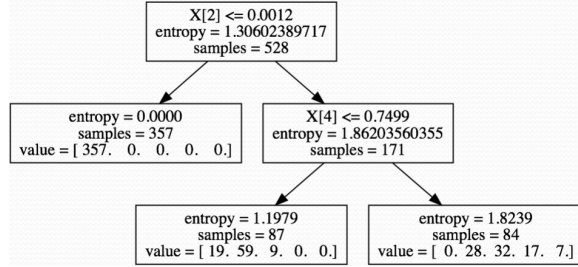 X[2] <= 0.0012
entropy = 1.30602389717
samples = 528
entropy = 0.0000
samples = 357
value = [ 357. 0. 0. 0. 0.]
X[4] <= 0.7499
entropy = 1.86203560355
samples = 171
entropy = 1.1979
samples = 87
value = [ 19. 59. 9. 0. 0.]
entropy = 1.8239
samples = 84
value = [ 0. 28. 32. 17. 7.]